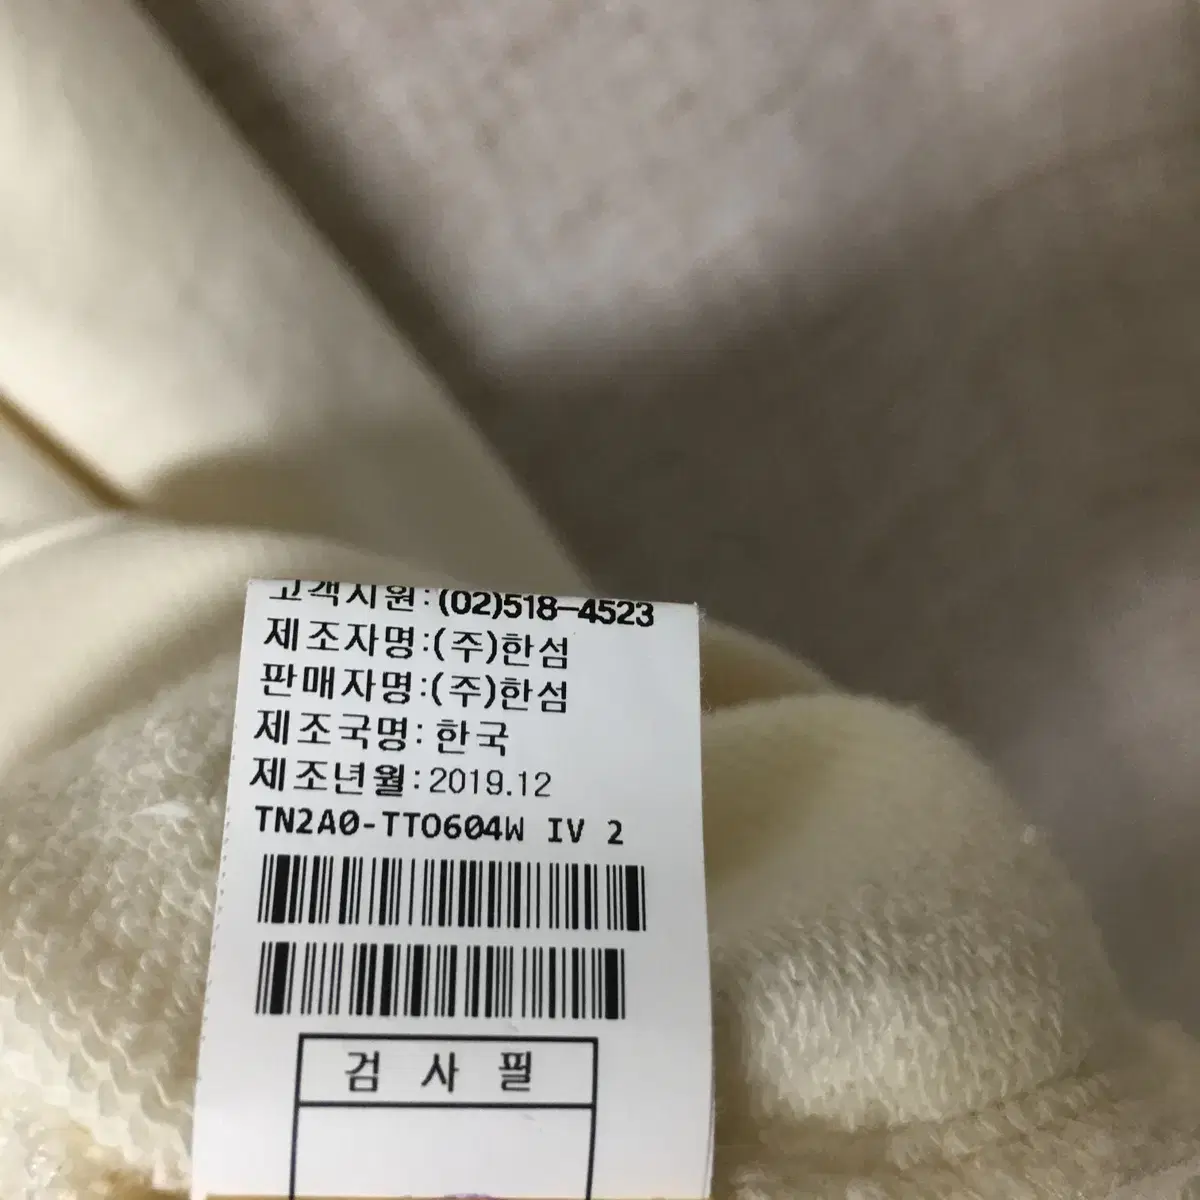 고객지원:(02)518-4523
제조자명:(주)한섬
판매자명:(주)한섬
제조국명:한국
제조년월:2019.12
TN2A0-TTO604W IV 2
검 사 필